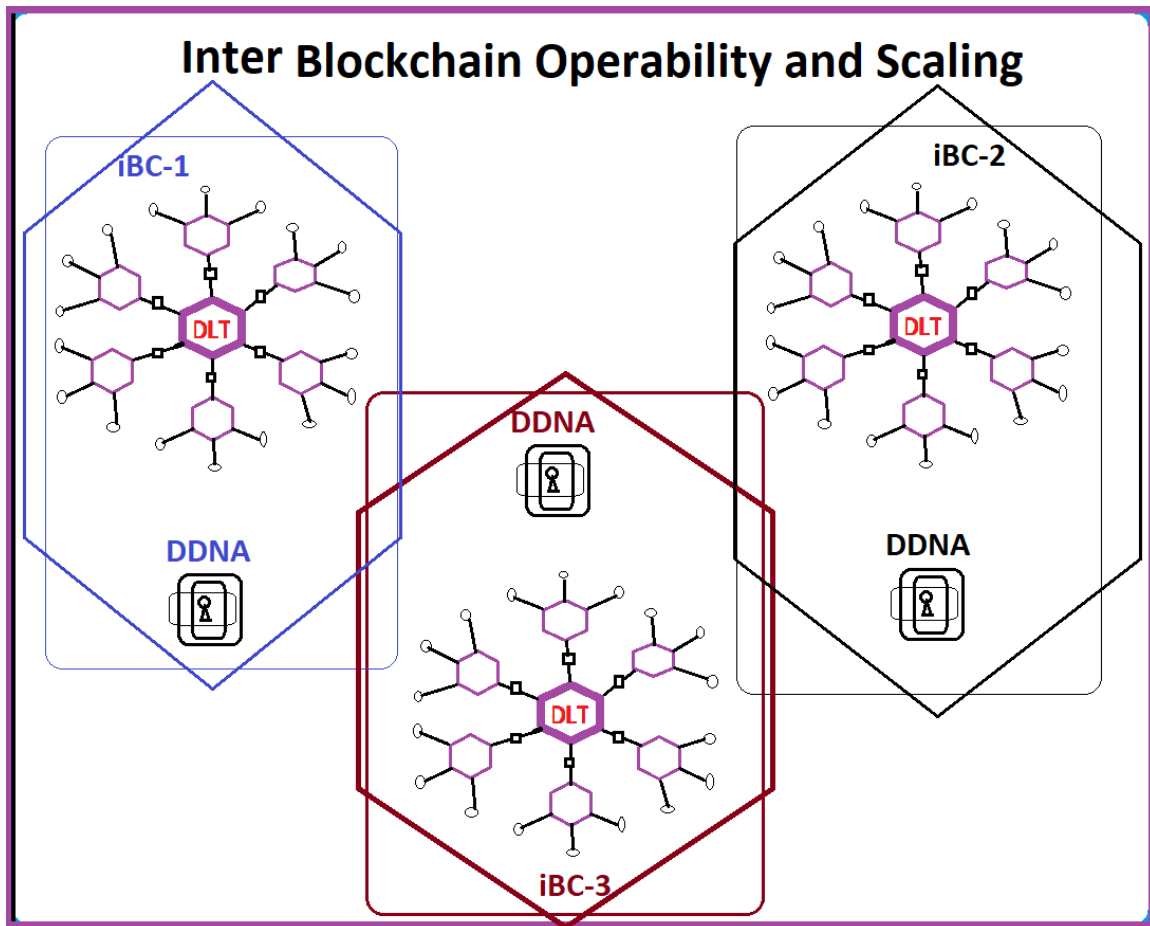 Inter Blockchain Operability and Scaling
iBC-1
iBC-2
DLT
DLT
DDNA
DDNA
DDNA
DLT
iBC-3